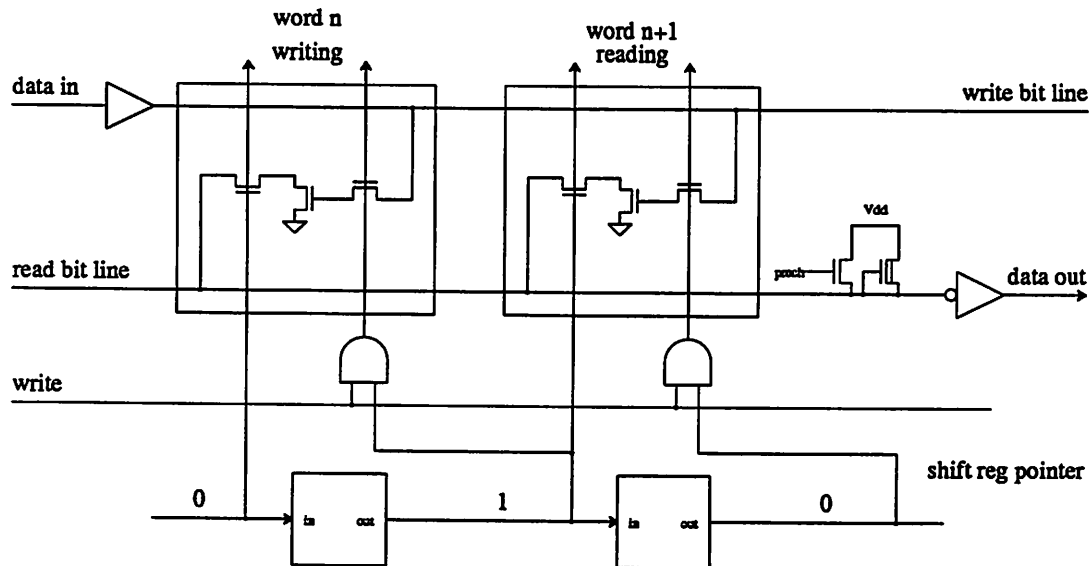 word n
writing
word n+1
reading
data in
write bit line
Vdd
prech
read bit line
data out
write
shift reg pointer
0
1
0
in
out
in
out